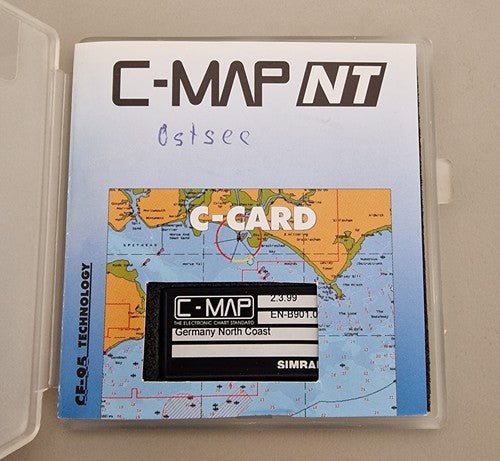 C-MAP NT
Ostsee
C-CARD
CF-95 TECHNOLOGY
C-MAP
THE ELECTRONIC CHART STANDARD
2.3.99
EN-B901.0
Germany North Coast
SIMRA